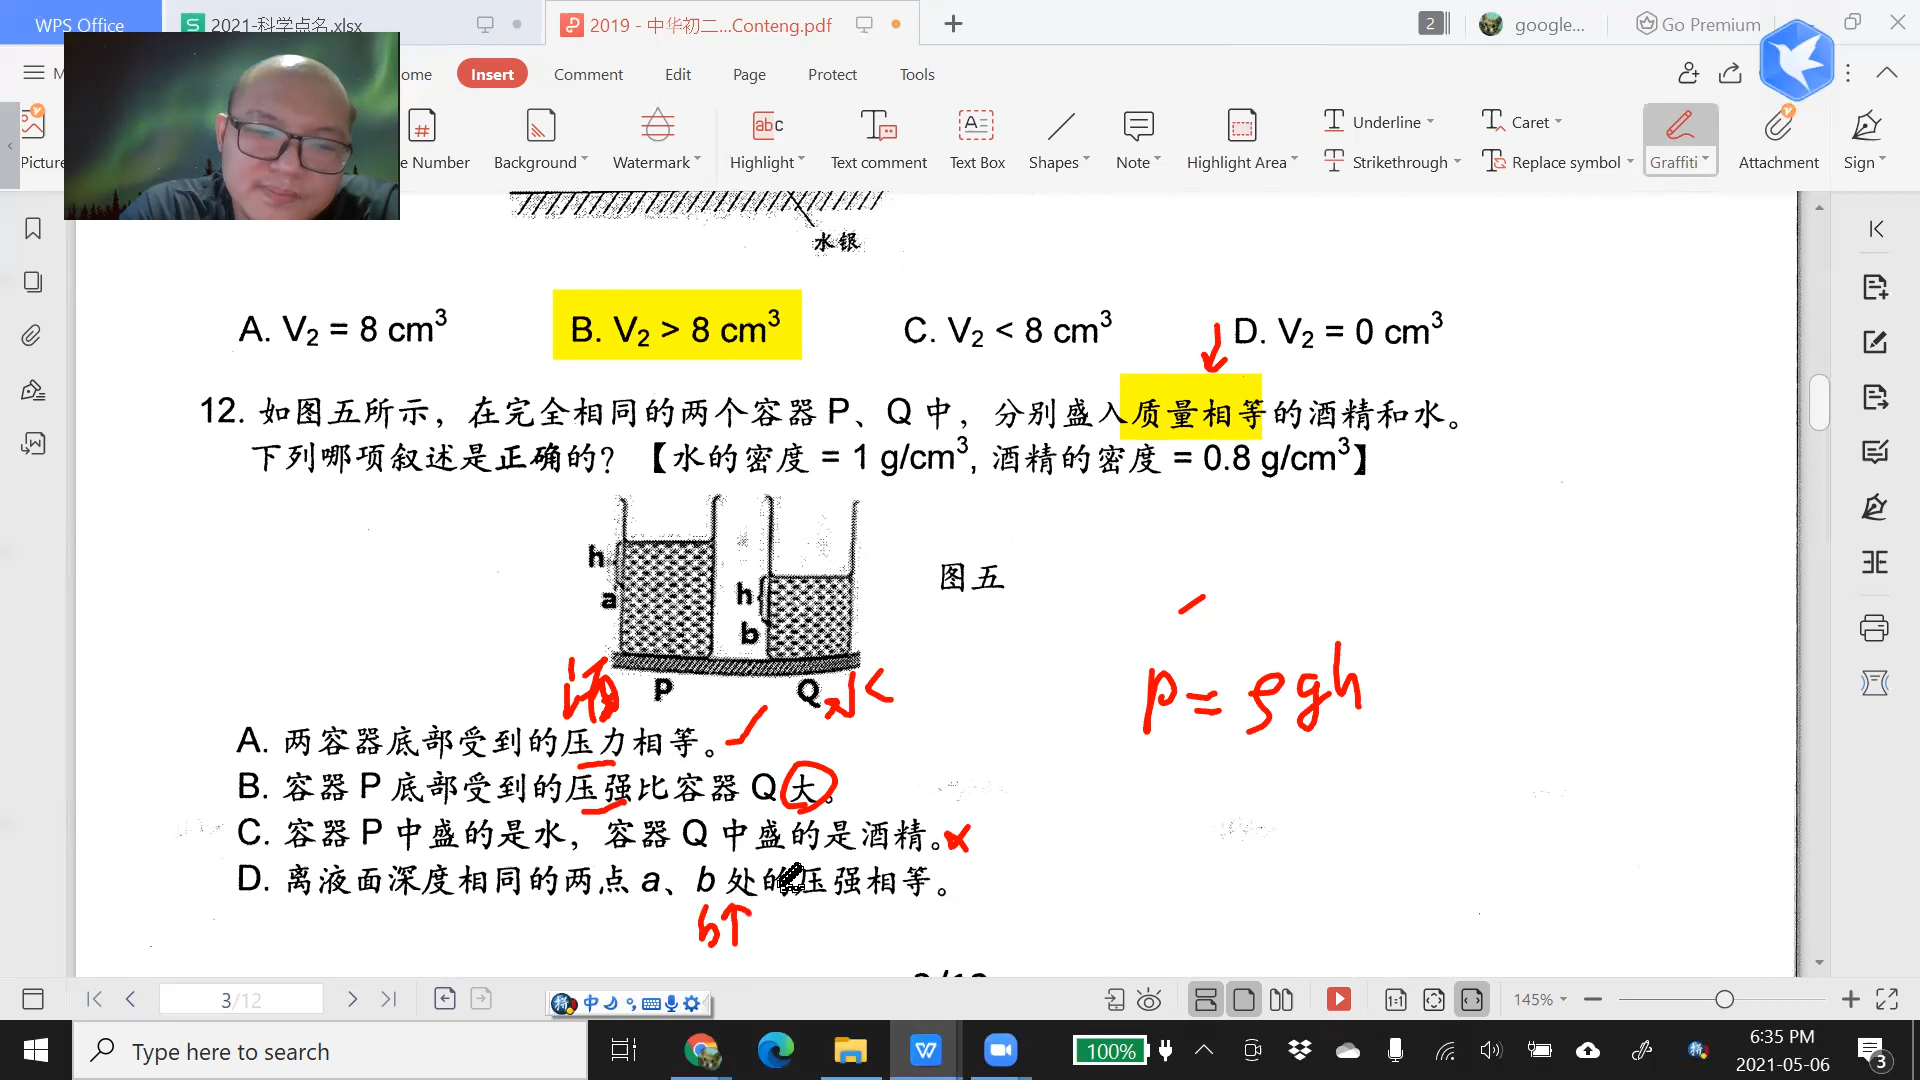 WPS Office
2021-科学点名.xlsx
2019 - 中华初二...Conteng.pdf
2
google...
Go Premium
Insert
Comment
Edit
Page
Protect
Tools
Picture
Background
Watermark
Highlight
Text comment
Text Box
Shapes
Note
Highlight Area
Underline
Strikethrough
Caret
Replace symbol
Graffiti
Attachment
Sign
水银
A. V₂ = 8 cm³
B. V₂ > 8 cm³
C. V₂ < 8 cm³
D. V₂ = 0 cm³
12. 如图五所示，在完全相同的两个容器 P、Q 中，分别盛入质量相等的酒精和水。
下列哪项叙述是正确的？【水的密度 = 1 g/cm³, 酒精的密度 = 0.8 g/cm³】
h
a
h
b
图五
P
Q
酒
水
p = ρgh
A. 两容器底部受到的压力相等。
B. 容器 P 底部受到的压强比容器 Q 大。
C. 容器 P 中盛的是水，容器 Q 中盛的是酒精。
D. 离液面深度相同的两点 a、b 处的压强相等。
b↑
3/12
中
1:1
145%
Type here to search
100%
6:35 PM
2021-05-06
3